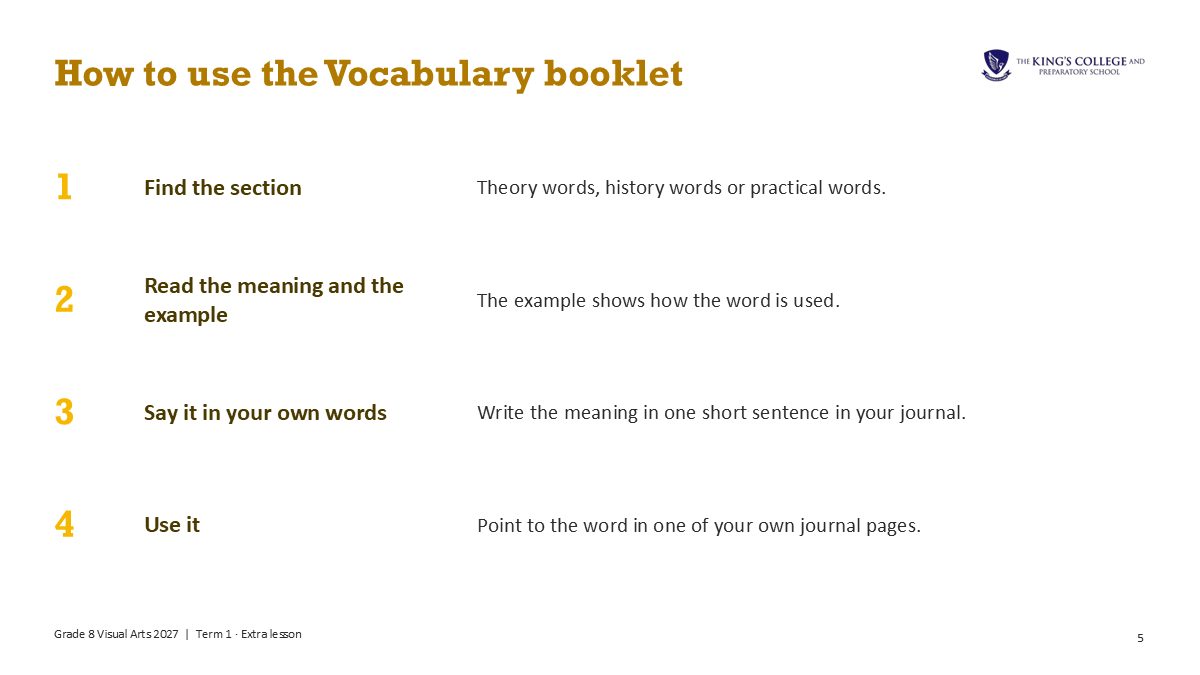 How to use the Vocabulary booklet
THE KING'S COLLEGE AND
PREPARATORY SCHOOL
1
Find the section
Theory words, history words or practical words.
2
Read the meaning and the
example
The example shows how the word is used.
3
Say it in your own words
Write the meaning in one short sentence in your journal.
4
Use it
Point to the word in one of your own journal pages.
Grade 8 Visual Arts 2027 | Term 1 · Extra lesson
5